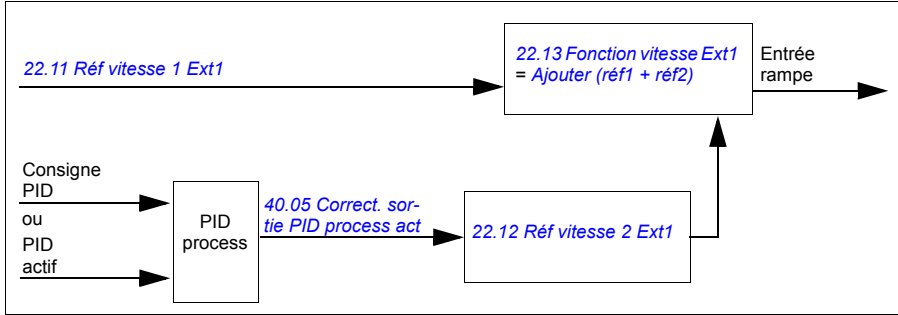 22.11 Réf vitesse 1 Ext1
22.13 Fonction vitesse Ext1
= Ajouter (réf1 + réf2)
Entrée
rampe
Consigne
PID
ou
PID
actif
PID
process
40.05 Correct. sor-
tie PID process act
22.12 Réf vitesse 2 Ext1